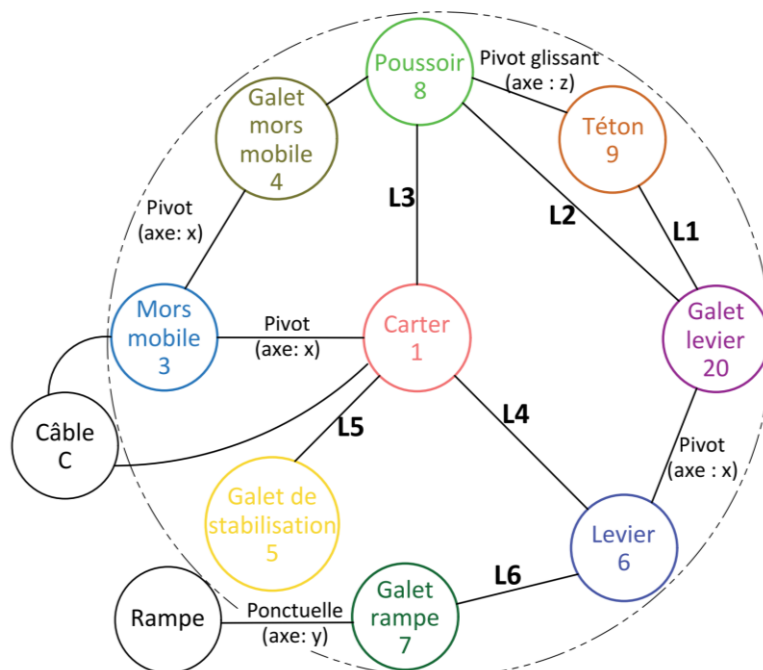 Poussoir
8
Pivot glissant
(axe : z)
Galet
mors
mobile
4
Téton
9
L3
L2
L1
Pivot
(axe: x)
Mors
mobile
3
Pivot
(axe: x)
Carter
1
Galet
levier
20
Câble
C
L5
L4
Pivot
(axe : x)
Galet de
stabilisation
5
Levier
6
L6
Rampe
Ponctuelle
(axe: y)
Galet
rampe
7